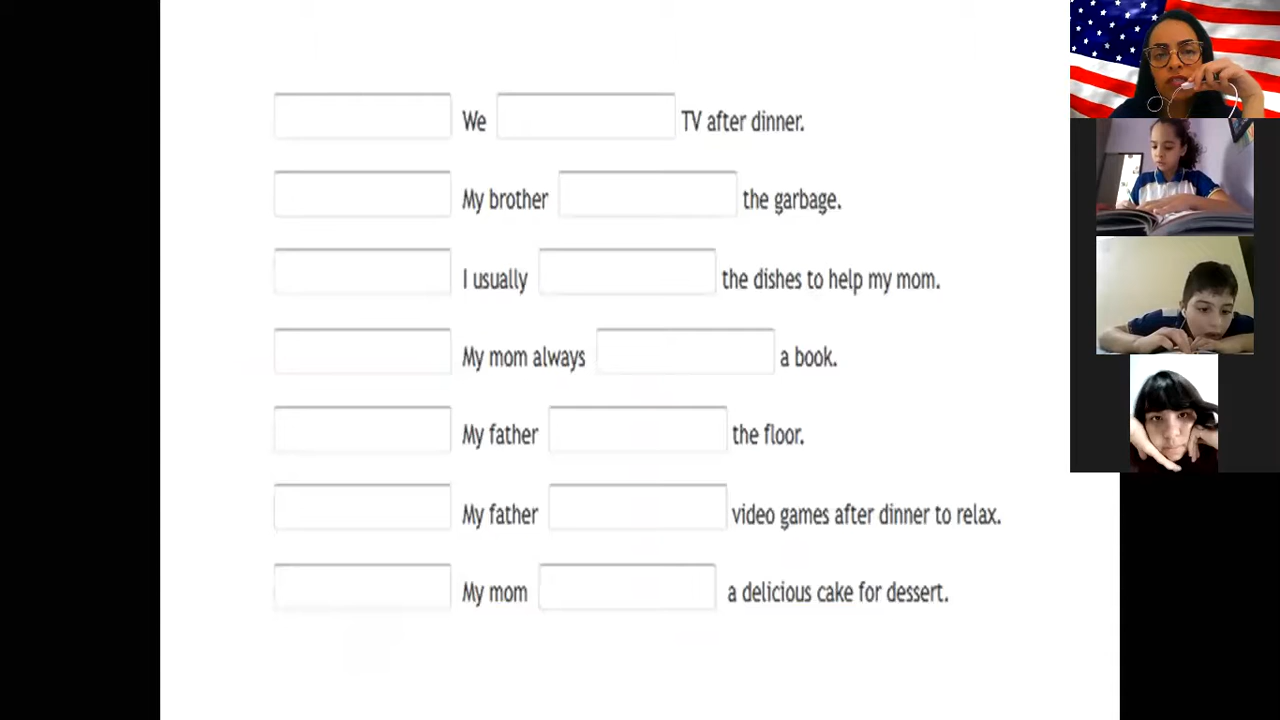 We TV after dinner.
My brother the garbage.
I usually the dishes to help my mom.
My mom always a book.
My father the floor.
My father video games after dinner to relax.
My mom a delicious cake for dessert.